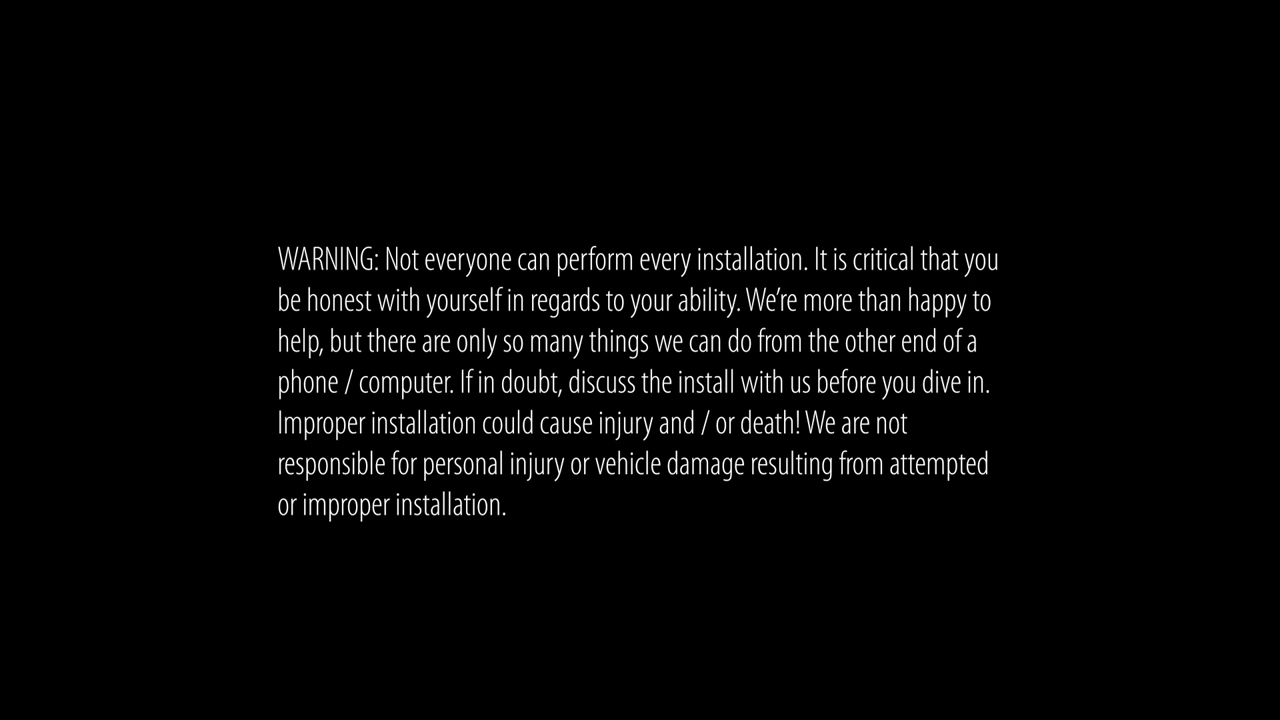 WARNING: Not everyone can perform every installation. It is critical that you
be honest with yourself in regards to your ability. We’re more than happy to
help, but there are only so many things we can do from the other end of a
phone / computer. If in doubt, discuss the install with us before you dive in.
Improper installation could cause injury and / or death! We are not
responsible for personal injury or vehicle damage resulting from attempted
or improper installation.